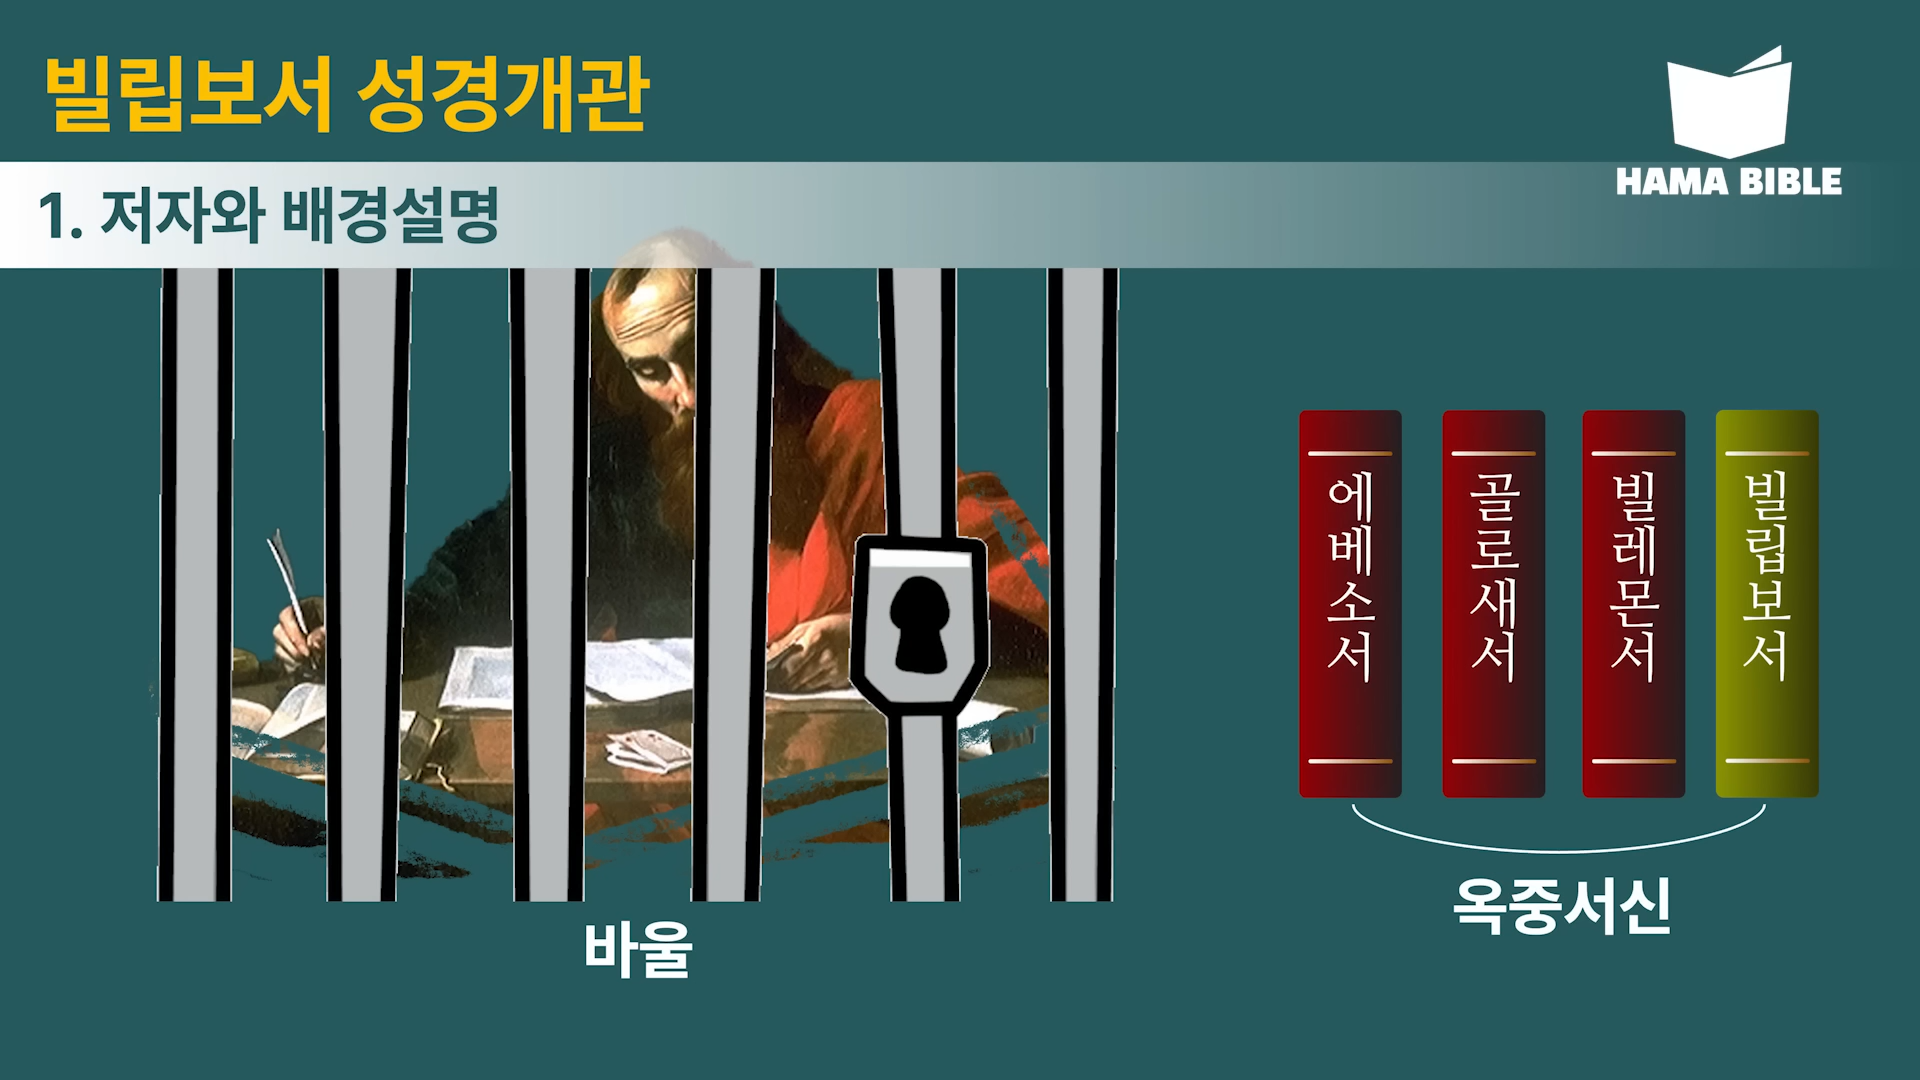 빌립보서 성경개관
HAMA BIBLE
1. 저자와 배경설명
에베소서
골로새서
빌레몬서
빌립보서
옥중서신
바울